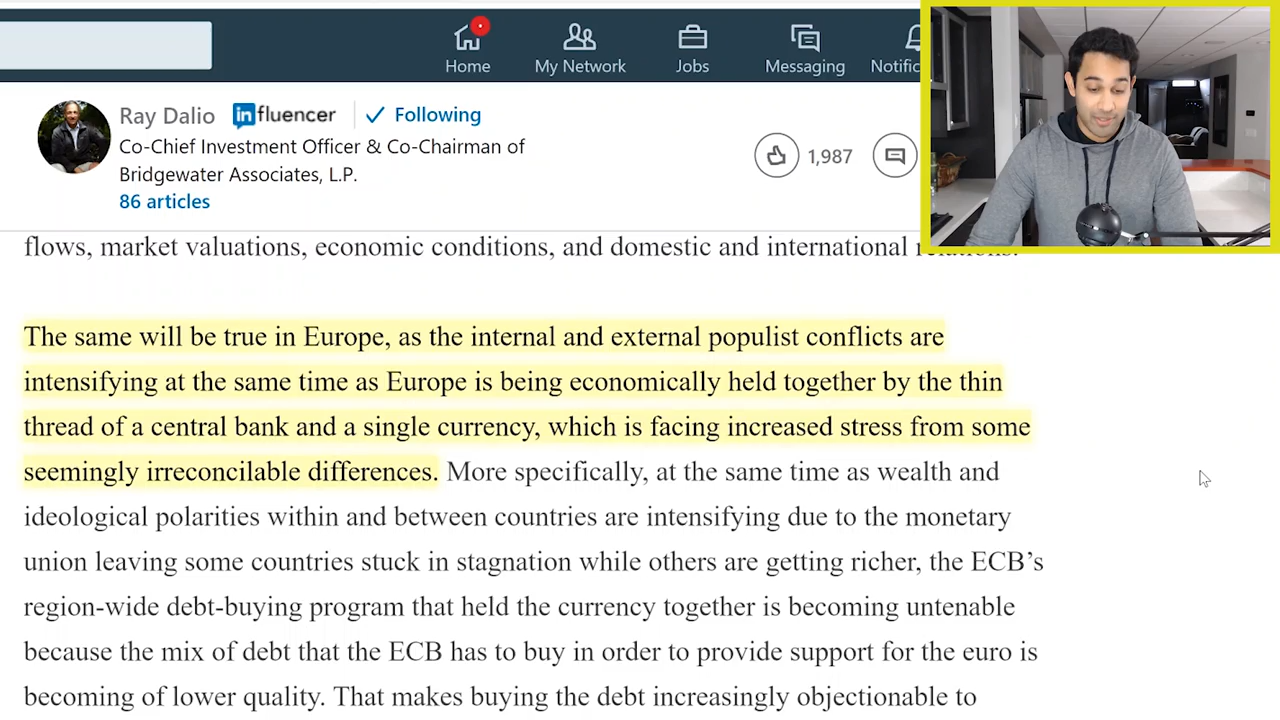 Home
My Network
Jobs
Messaging
Notific
Ray Dalio influencer Following
Co-Chief Investment Officer & Co-Chairman of
Bridgewater Associates, L.P.
86 articles
1,987
flows, market valuations, economic conditions, and domestic and international relations.
The same will be true in Europe, as the internal and external populist conflicts are
intensifying at the same time as Europe is being economically held together by the thin
thread of a central bank and a single currency, which is facing increased stress from some
seemingly irreconcilable differences. More specifically, at the same time as wealth and
ideological polarities within and between countries are intensifying due to the monetary
union leaving some countries stuck in stagnation while others are getting richer, the ECB’s
region-wide debt-buying program that held the currency together is becoming untenable
because the mix of debt that the ECB has to buy in order to provide support for the euro is
becoming of lower quality. That makes buying the debt increasingly objectionable to